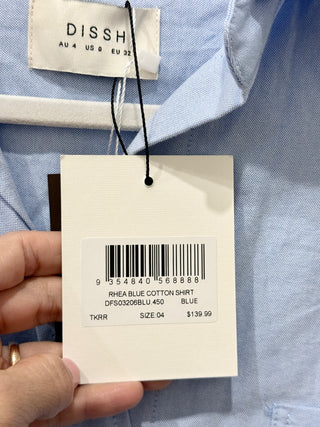 DISSH
AU 4 US 0 EU 32
9 354840 568888
RHEA BLUE COTTON SHIRT
DFS03206BLU.450 BLUE
TKRR SIZE:04 $139.99